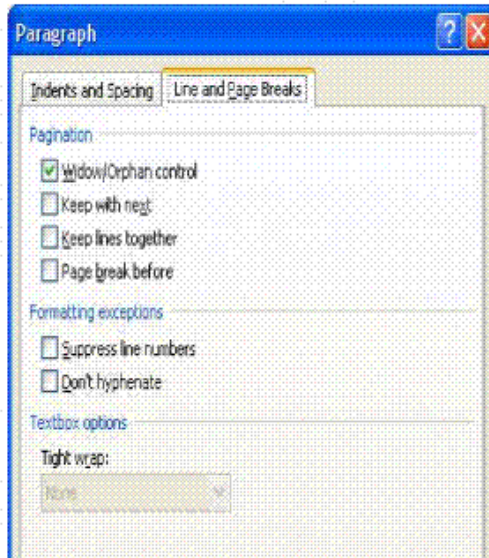 Paragraph
Indents and Spacing Line and Page Breaks
Pagination
Widow/Orphan control
Keep with next
Keep lines together
Page break before
Formatting exceptions
Suppress line numbers
Don't hyphenate
Textbox options
Tight wrap:
None